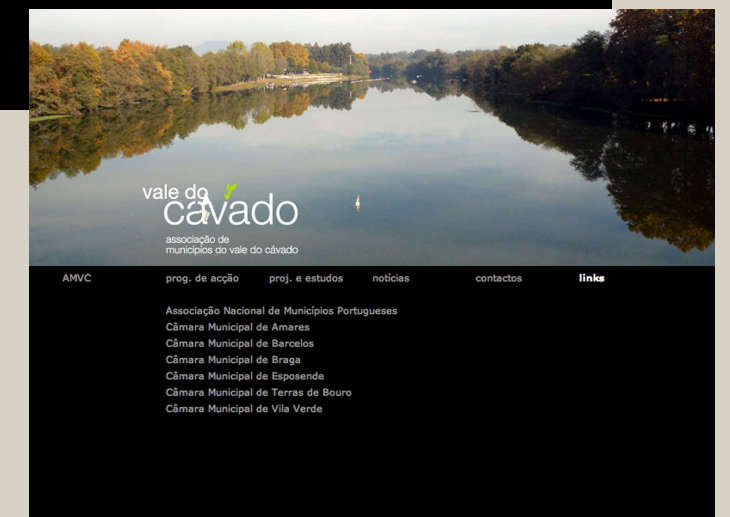 vale do
cávado
associação de
municípios do vale do cávado
AMVC prog. de acção proj. e estudos notícias contactos links
Associação Nacional de Municípios Portugueses
Câmara Municipal de Amares
Câmara Municipal de Barcelos
Câmara Municipal de Braga
Câmara Municipal de Esposende
Câmara Municipal de Terras de Bouro
Câmara Municipal de Vila Verde